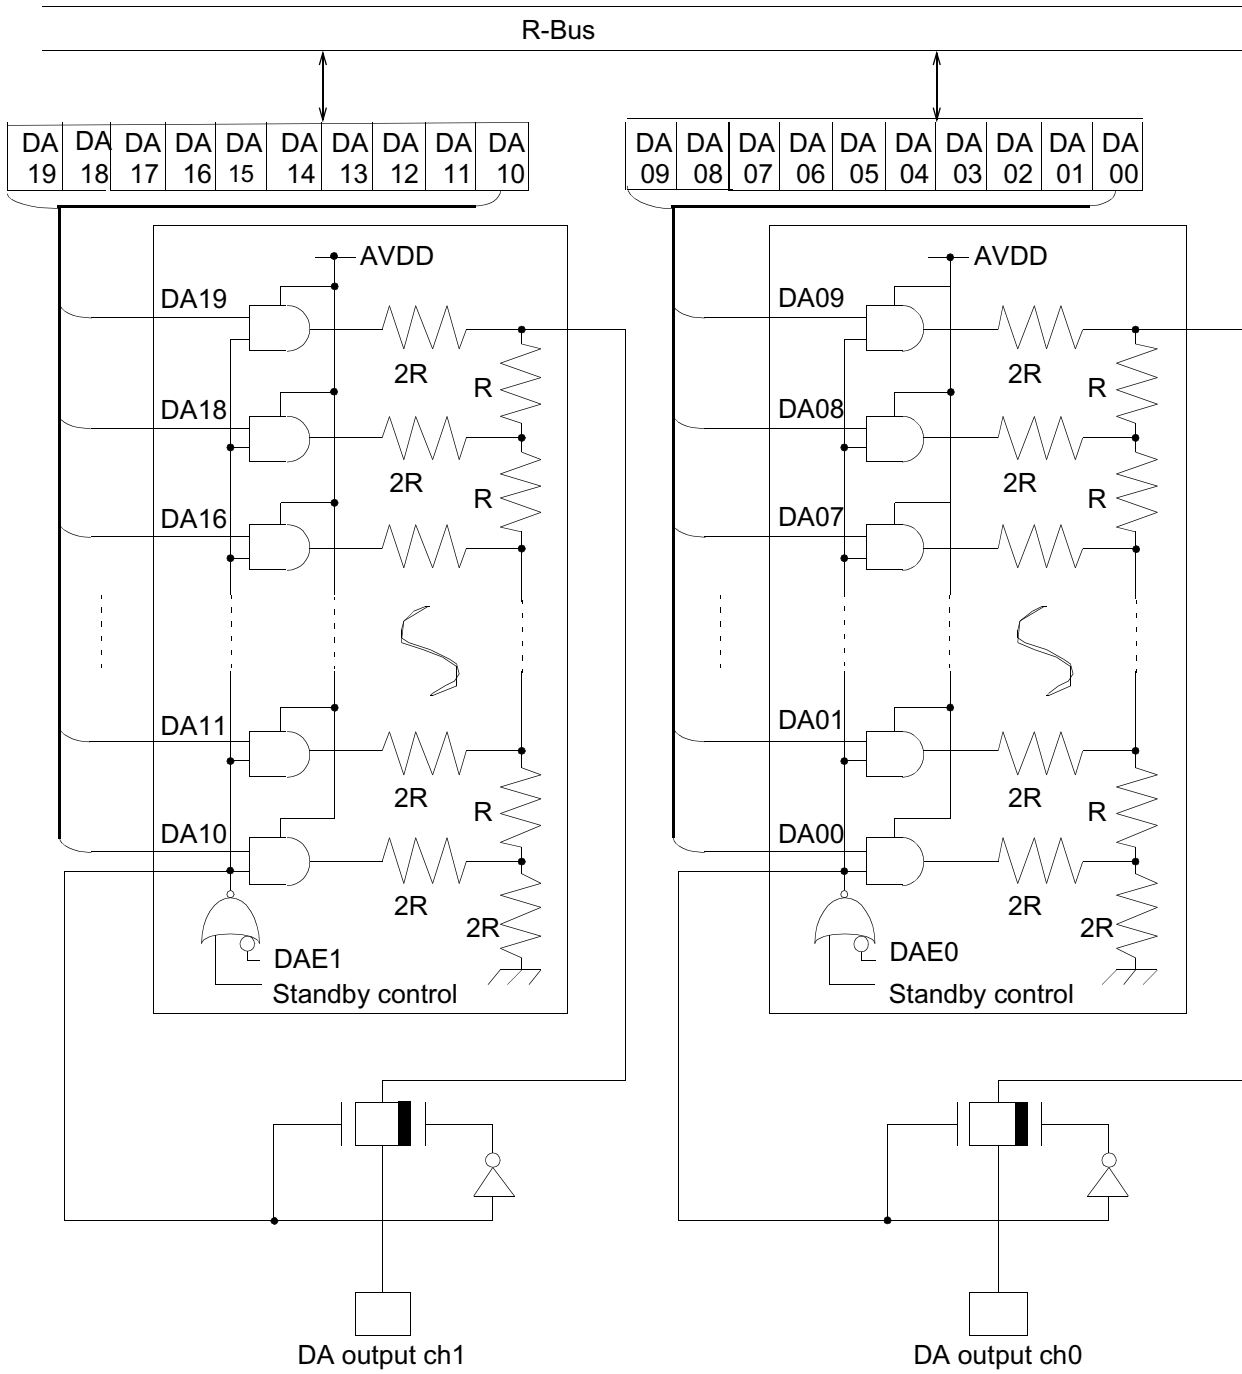 R-Bus
DA DA DA DA DA DA DA DA DA DA
19 18 17 16 15 14 13 12 11 10
DA DA DA DA DA DA DA DA DA DA
09 08 07 06 05 04 03 02 01 00
AVDD
DA19
2R
R
DA18
2R
R
DA16
DA11
2R
R
DA10
2R
2R
DAE1
Standby control
DA output ch1
AVDD
DA09
2R
R
DA08
2R
R
DA07
DA01
2R
R
DA00
2R
2R
DAE0
Standby control
DA output ch0